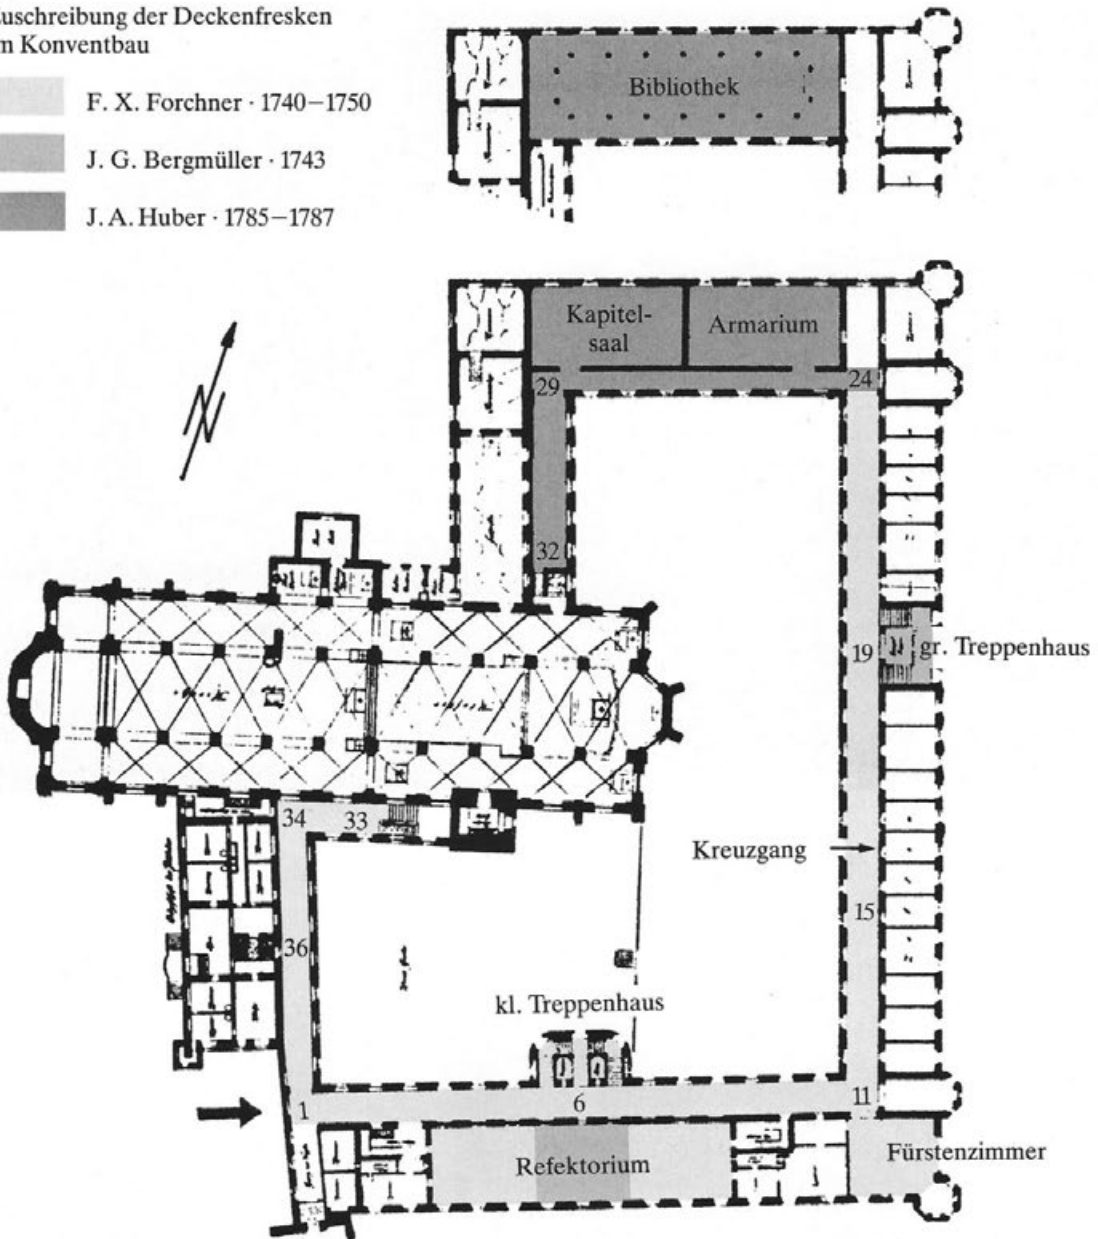 uschreibung der Deckenfresken
m Konventbau
F. X. Forchner · 1740–1750
J. G. Bergmüller · 1743
J. A. Huber · 1785–1787
Bibliothek
Kapitel-
saal
Armarium
29
24
32
19
gr. Treppenhaus
34
33
Kreuzgang
15
36
kl. Treppenhaus
1
6
11
Refektorium
Fürstenzimmer